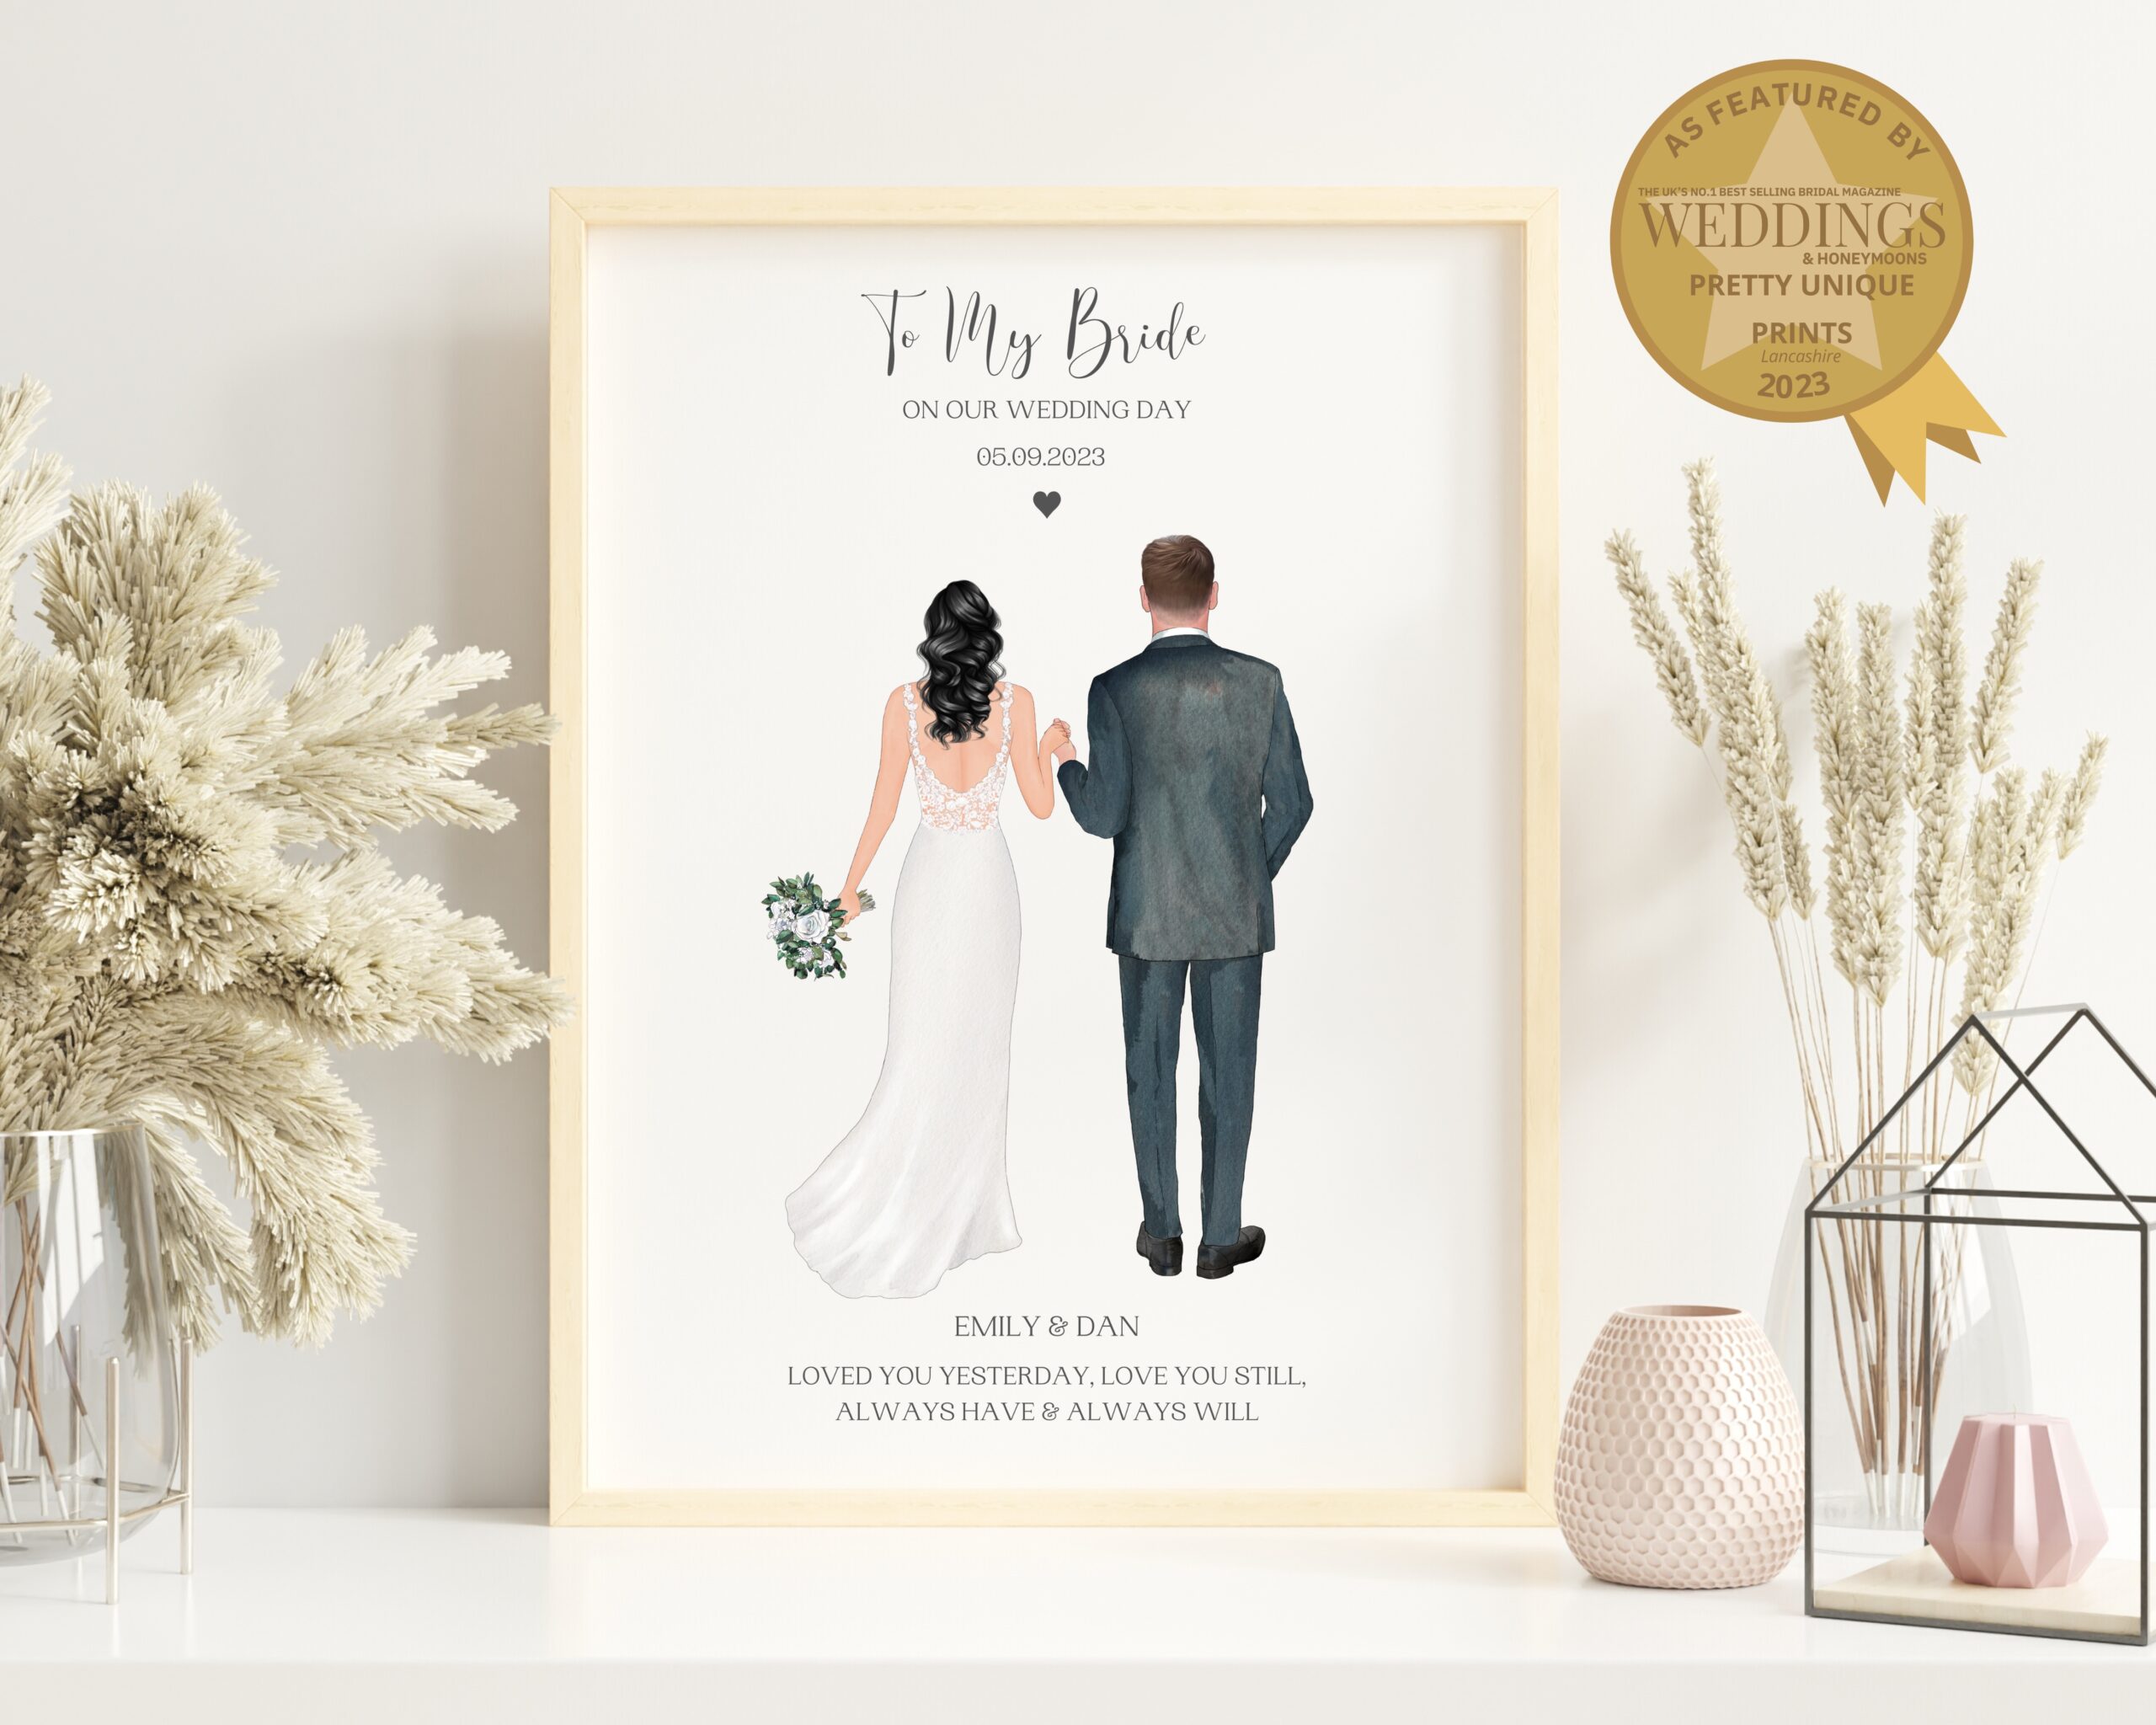 To My Bride
ON OUR WEDDING DAY
05.09.2023
EMILY & DAN
LOVED YOU YESTERDAY, LOVE YOU STILL,
ALWAYS HAVE & ALWAYS WILL
AS FEATURED BY
THE UK'S NO.1 BEST SELLING BRIDAL MAGAZINE
WEDDINGS
& HONEYMOONS
PRETTY UNIQUE
PRINTS
Lancashire
2023